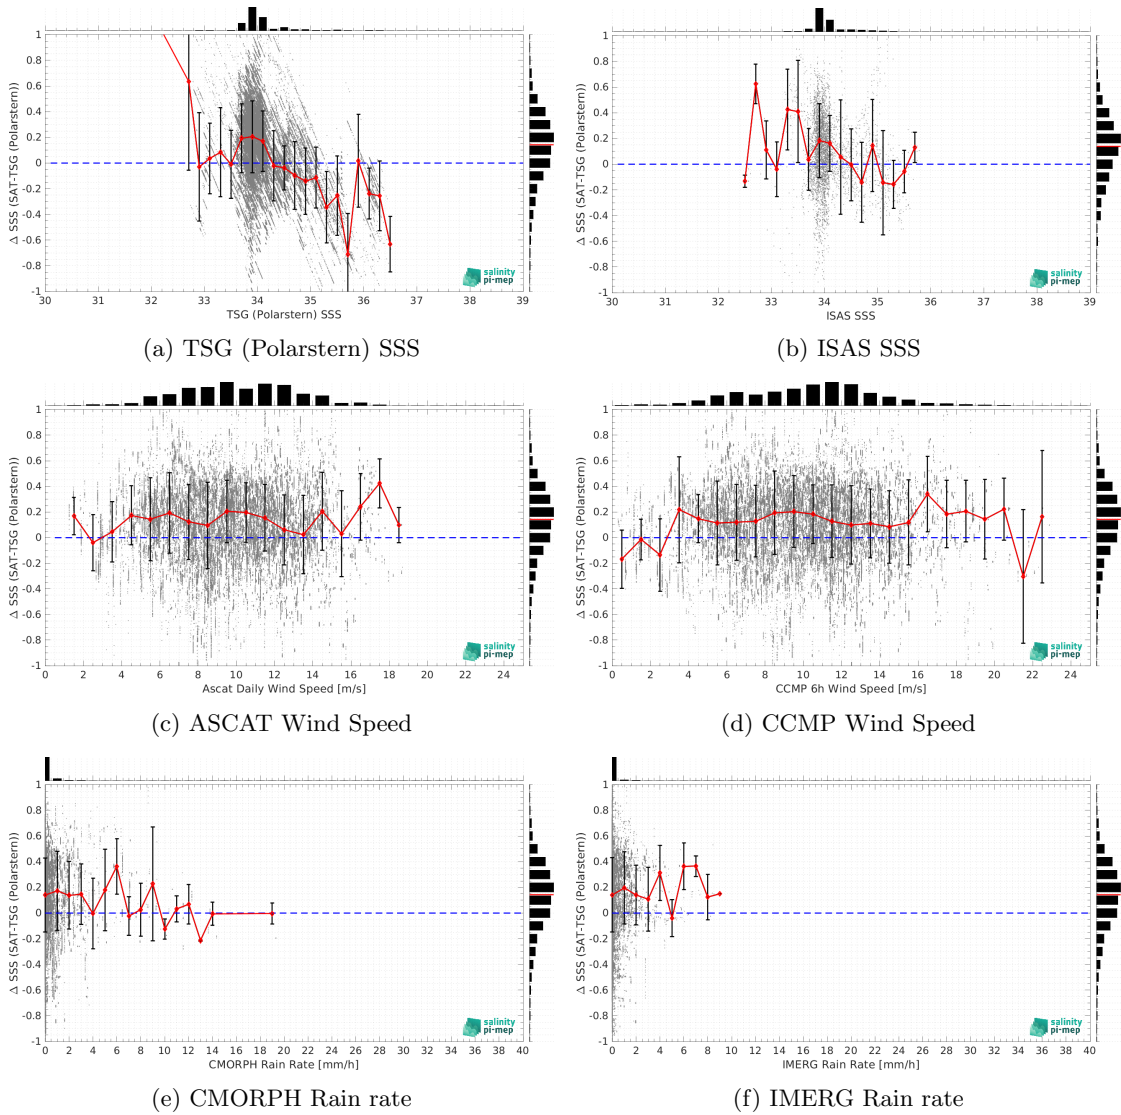 Δ SSS (SAT-TSG (Polarstern))
1
0.8
0.6
0.4
0.2
0
-0.2
-0.4
-0.6
-0.8
-1
30 31 32 33 34 35 36 37 38 39
TSG (Polarstern) SSS
salinity
pi-mep
(a) TSG (Polarstern) SSS
Δ SSS (SAT-TSG (Polarstern))
1
0.8
0.6
0.4
0.2
0
-0.2
-0.4
-0.6
-0.8
-1
30 31 32 33 34 35 36 37 38 39
ISAS SSS
salinity
pi-mep
(b) ISAS SSS
Δ SSS (SAT-TSG (Polarstern))
1
0.8
0.6
0.4
0.2
0
-0.2
-0.4
-0.6
-0.8
-1
0 2 4 6 8 10 12 14 16 18 20 22 24
Ascat Daily Wind Speed [m/s]
salinity
pi-mep
(c) ASCAT Wind Speed
Δ SSS (SAT-TSG (Polarstern))
1
0.8
0.6
0.4
0.2
0
-0.2
-0.4
-0.6
-0.8
-1
0 2 4 6 8 10 12 14 16 18 20 22 24
CCMP 6h Wind Speed [m/s]
salinity
pi-mep
(d) CCMP Wind Speed
Δ SSS (SAT-TSG (Polarstern))
1
0.8
0.6
0.4
0.2
0
-0.2
-0.4
-0.6
-0.8
-1
0 2 4 6 8 10 12 14 16 18 20 22 24 26 28 30 32 34 36 38 40
CMORPH Rain Rate [mm/h]
salinity
pi-mep
(e) CMORPH Rain rate
Δ SSS (SAT-TSG (Polarstern))
1
0.8
0.6
0.4
0.2
0
-0.2
-0.4
-0.6
-0.8
-1
0 2 4 6 8 10 12 14 16 18 20 22 24 26 28 30 32 34 36 38 40
IMERG Rain Rate [mm/h]
salinity
pi-mep
(f) IMERG Rain rate